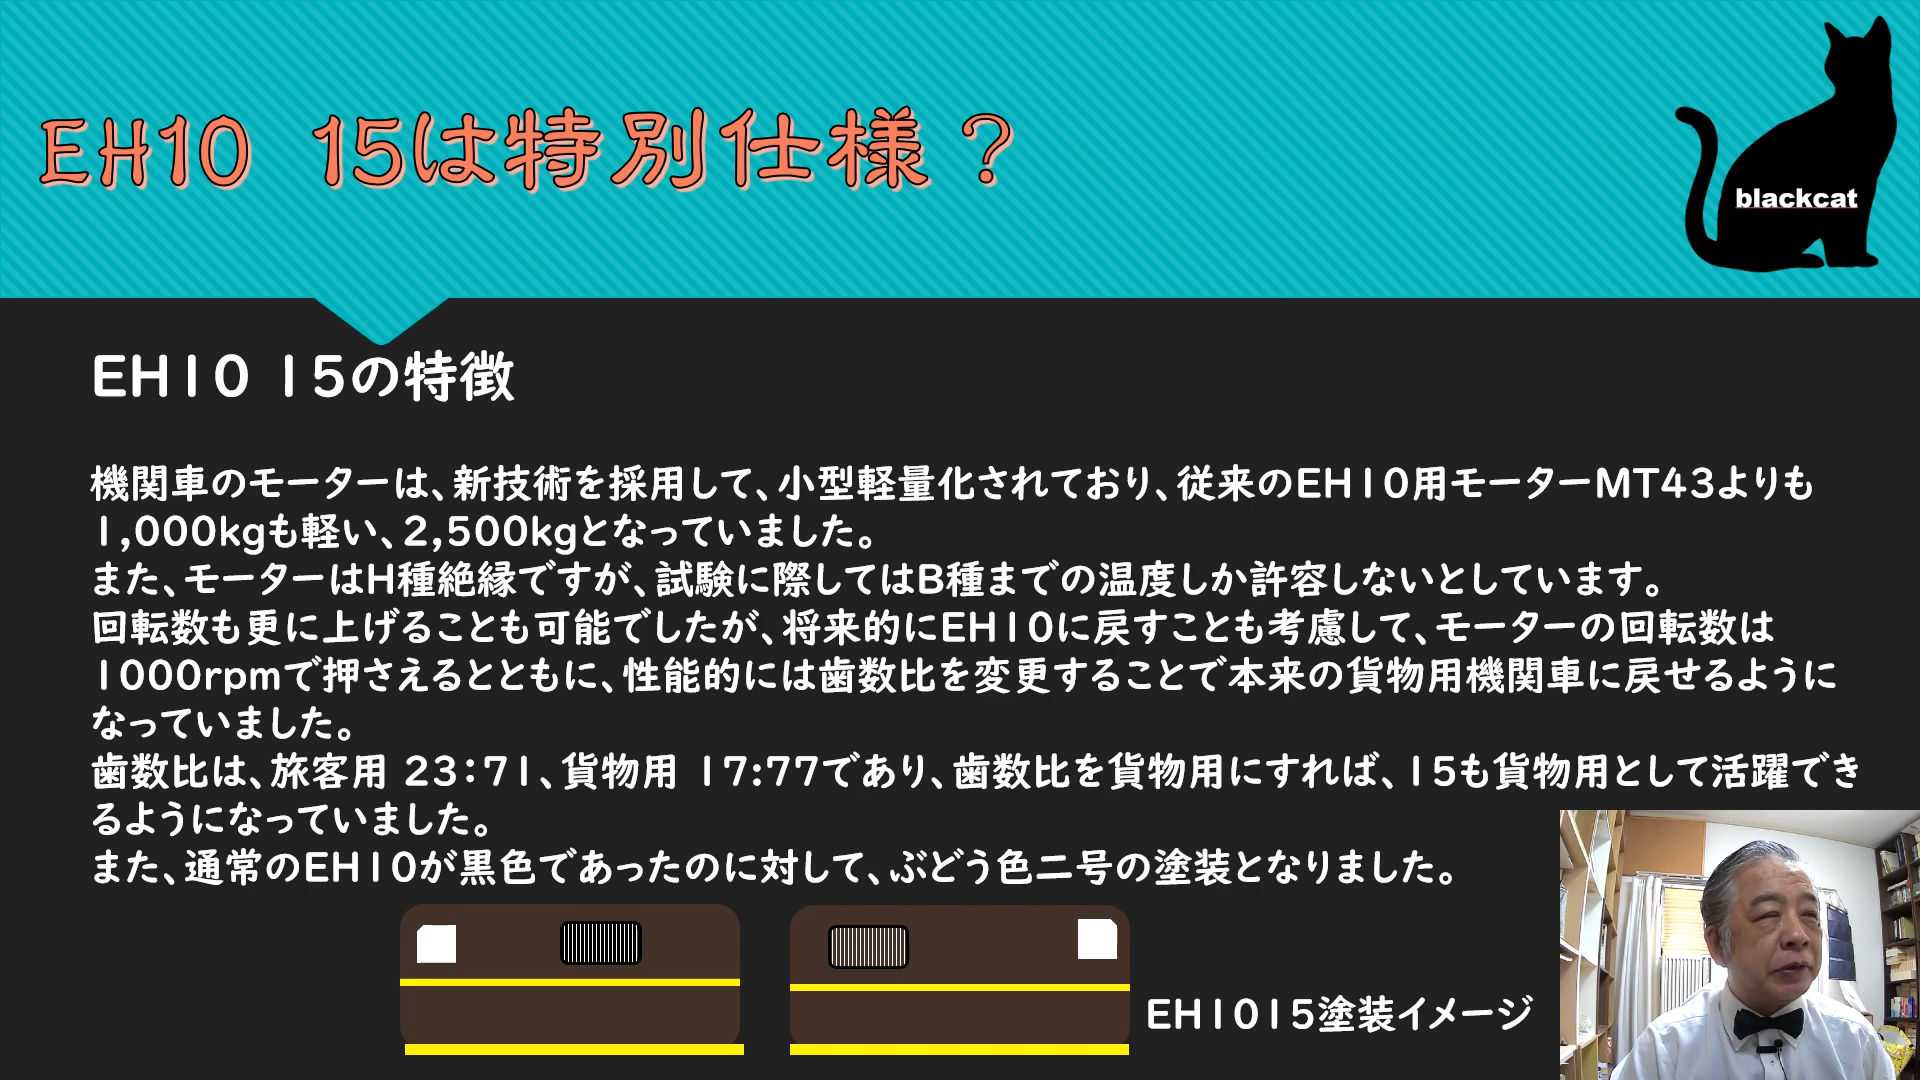 EH10 15は特別仕様？
blackcat
EH10 15の特徴
機関車のモーターは、新技術を採用して、小型軽量化されており、従来のEH10用モーターMT43よりも
1,000kgも軽い、2,500kgとなっていました。
また、モーターはH種絶縁ですが、試験に際してはB種までの温度しか許容しないとしています。
回転数も更に上げることも可能でしたが、将来的にEH10に戻すことも考慮して、モーターの回転数は
1000rpmで押さえるとともに、性能的には歯数比を変更することで本来の貨物用機関車に戻せるように
なっていました。
歯数比は、旅客用 23：71、貨物用 17:77であり、歯数比を貨物用にすれば、15も貨物用として活躍でき
るようになっていました。
また、通常のEH10が黒色であったのに対して、ぶどう色二号の塗装となりました。
EH1015塗装イメージ